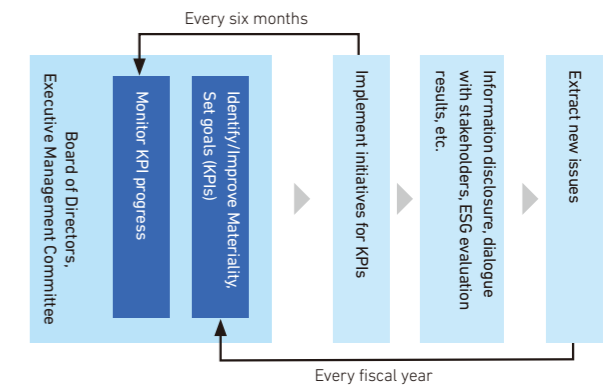 Every six months
Board of Directors,
Executive Management Committee
Monitor KPI progress
Identify/Improve Materiality,
Set goals (KPIs)
Implement initiatives for KPIs
Information disclosure, dialogue
with stakeholders, ESG evaluation
results, etc.
Extract new issues
Every fiscal year